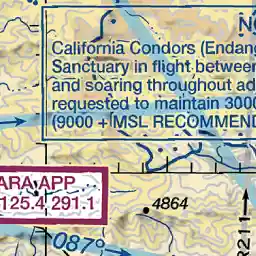 NO
California Condors (Endang
Sanctuary in flight between
and soaring throughout ad
requested to maintain 3000
(9000 + MSL RECOMMEND
ARA APP
125.4 291.1
4864
087°
R211